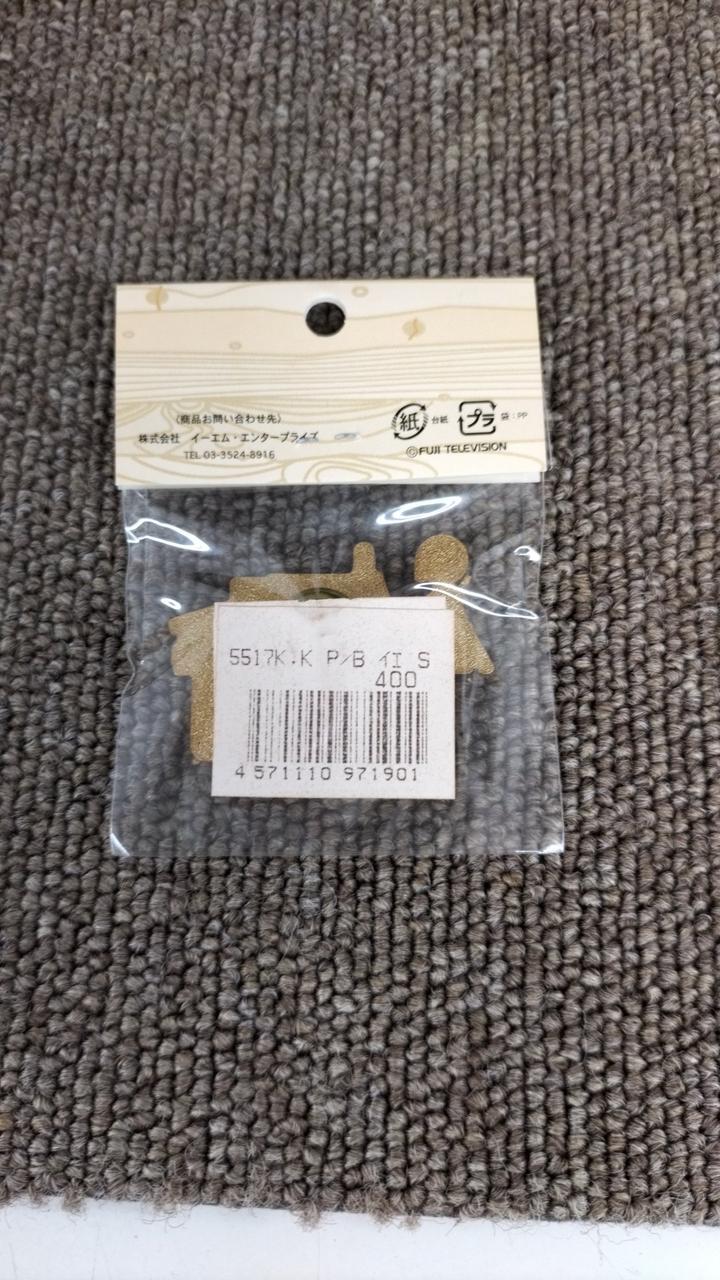 〈商品お問い合わせ先〉
株式会社 イーエム・エンタープライズ
TEL 03-3524-8916
紙 台紙 プラ 袋：PP
©FUJI TELEVISION
5517K.K P/B イエ S
400
4 571110 971901